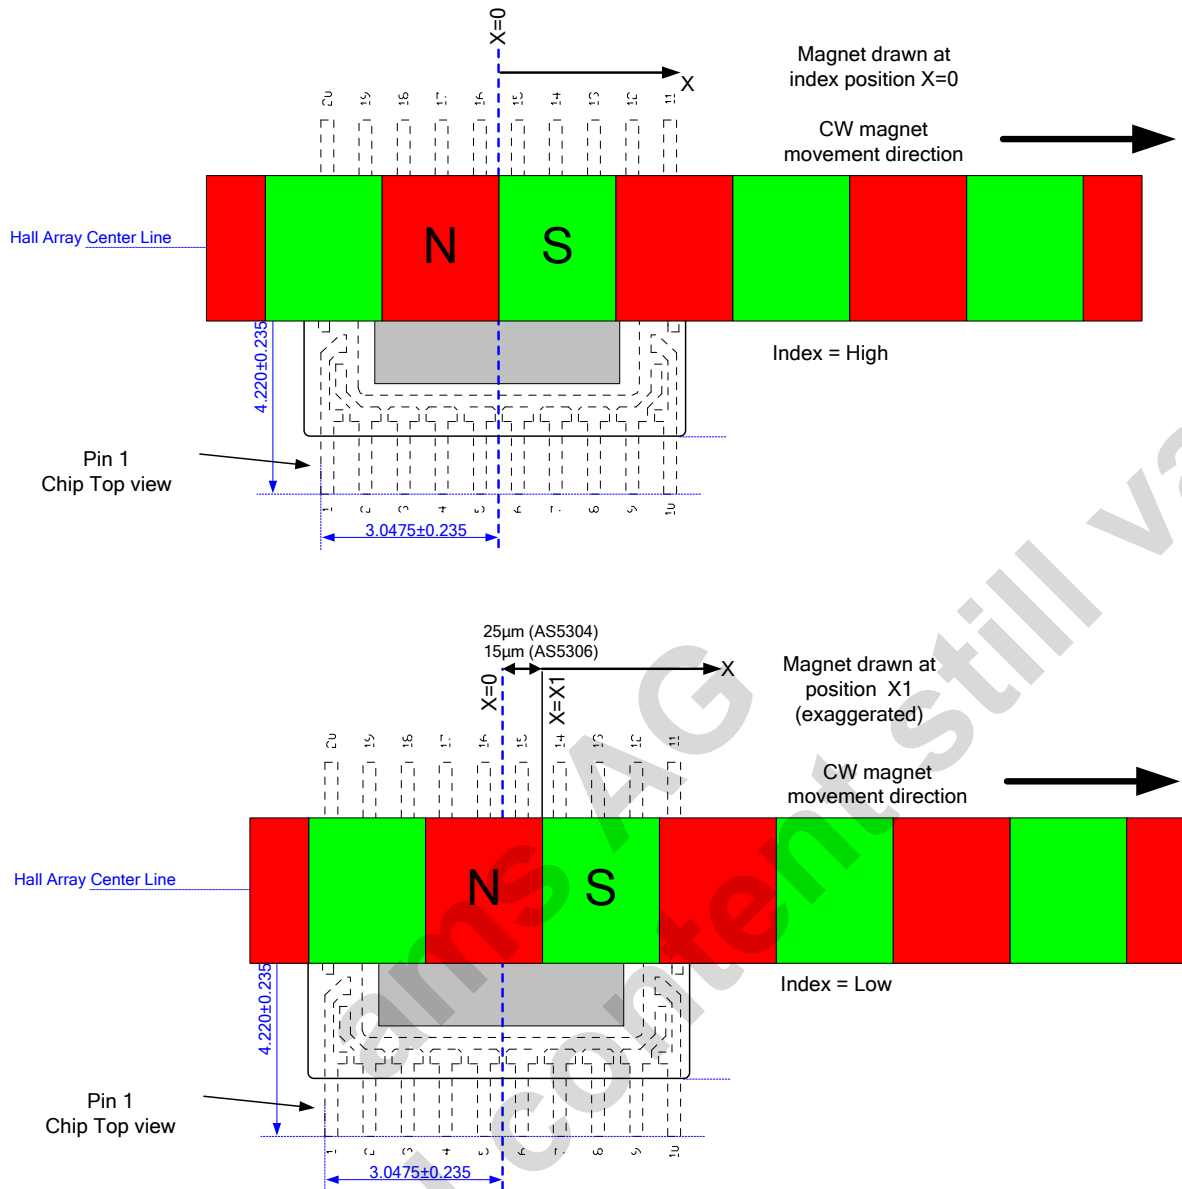 X=0
X
Magnet drawn at
index position X=0
CW magnet
movement direction
20 19 18 17 16 15 14 13 12 11
Hall Array Center Line
N S
4.220±0.235
Index = High
Pin 1
Chip Top view
1 2 3 4 5 6 7 8 9 10
3.0475±0.235
25µm (AS5304)
15µm (AS5306)
X=0
X=X1
X
Magnet drawn at
position X1
(exaggerated)
CW magnet
movement direction
20 19 18 17 16 15 14 13 12 11
Hall Array Center Line
N S
4.220±0.235
Index = Low
Pin 1
Chip Top view
1 2 3 4 5 6 7 8 9 10
3.0475±0.235
ams AG
content still va